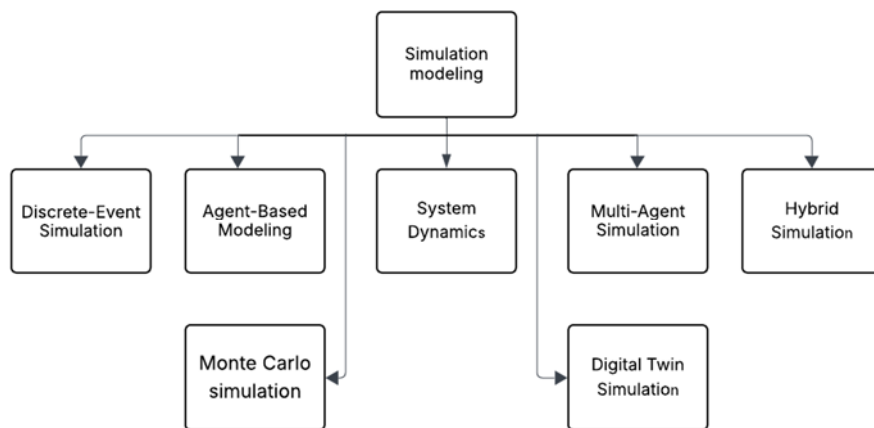 Simulation
modeling
Discrete-Event
Simulation
Agent-Based
Modeling
System
Dynamics
Multi-Agent
Simulation
Hybrid
Simulation
Monte Carlo
simulation
Digital Twin
Simulation